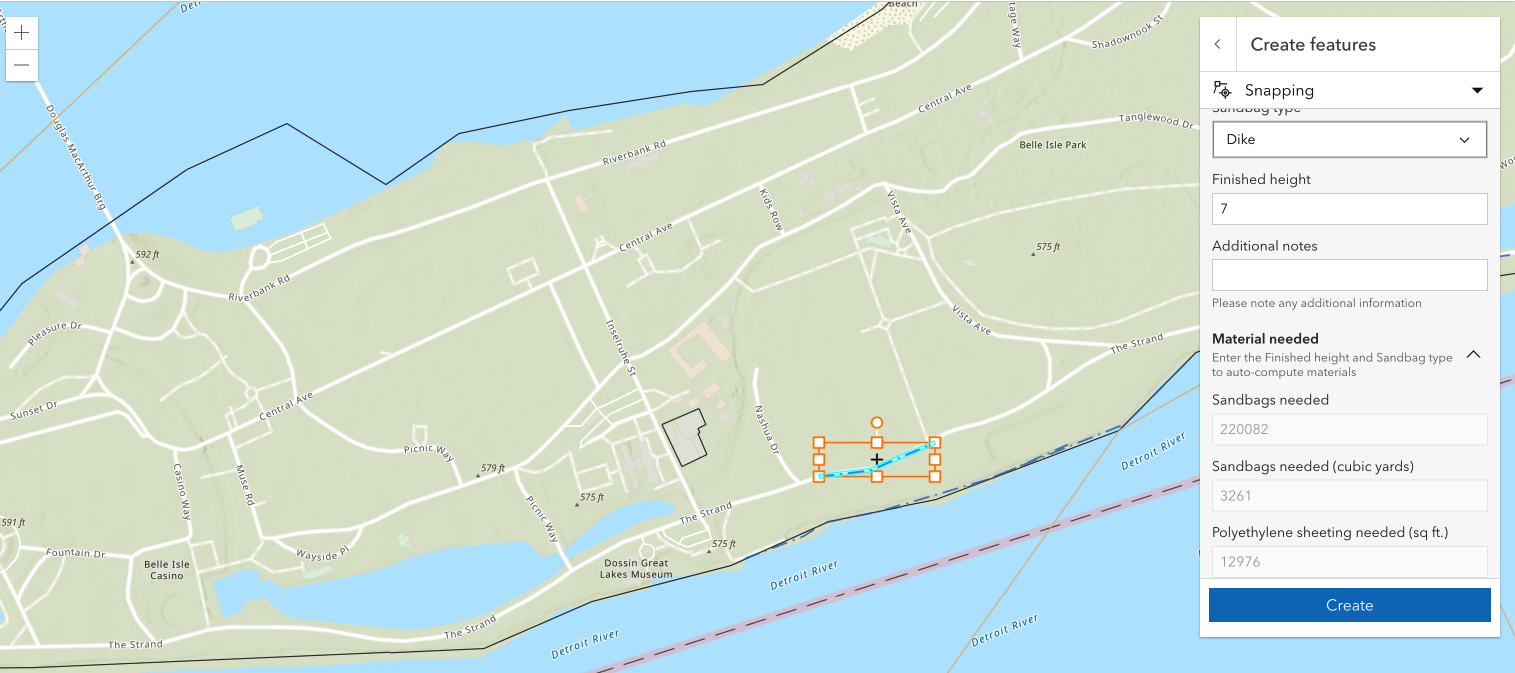 Beach
Shadownook St
Central Ave
Tanglewood Dr
Belle Isle Park
Riverbank Rd
Douglas MacArthur Brg
Kids Row
Vista Ave
Central Ave
592 ft
575 ft
Riverbank Rd
Pleasure Dr
Inselruhe St
Vista Ave
The Strand
Sunset Dr
Central Ave
Nashua Dr
Picnic Way
579 ft
Casino Way
Muse Rd
575 ft
Picnic Way
The Strand
591 ft
Fountain Dr
Wayside Pl
575 ft
Belle Isle
Casino
Dossin Great
Lakes Museum
Detroit River
Detroit River
The Strand
The Strand
Detroit River
Detroit River
Create features
Snapping
Sandbag type
Dike
Finished height
7
Additional notes
Please note any additional information
Material needed
Enter the Finished height and Sandbag type
to auto-compute materials
Sandbags needed
220082
Sandbags needed (cubic yards)
3261
Polyethylene sheeting needed (sq ft.)
12976
Create